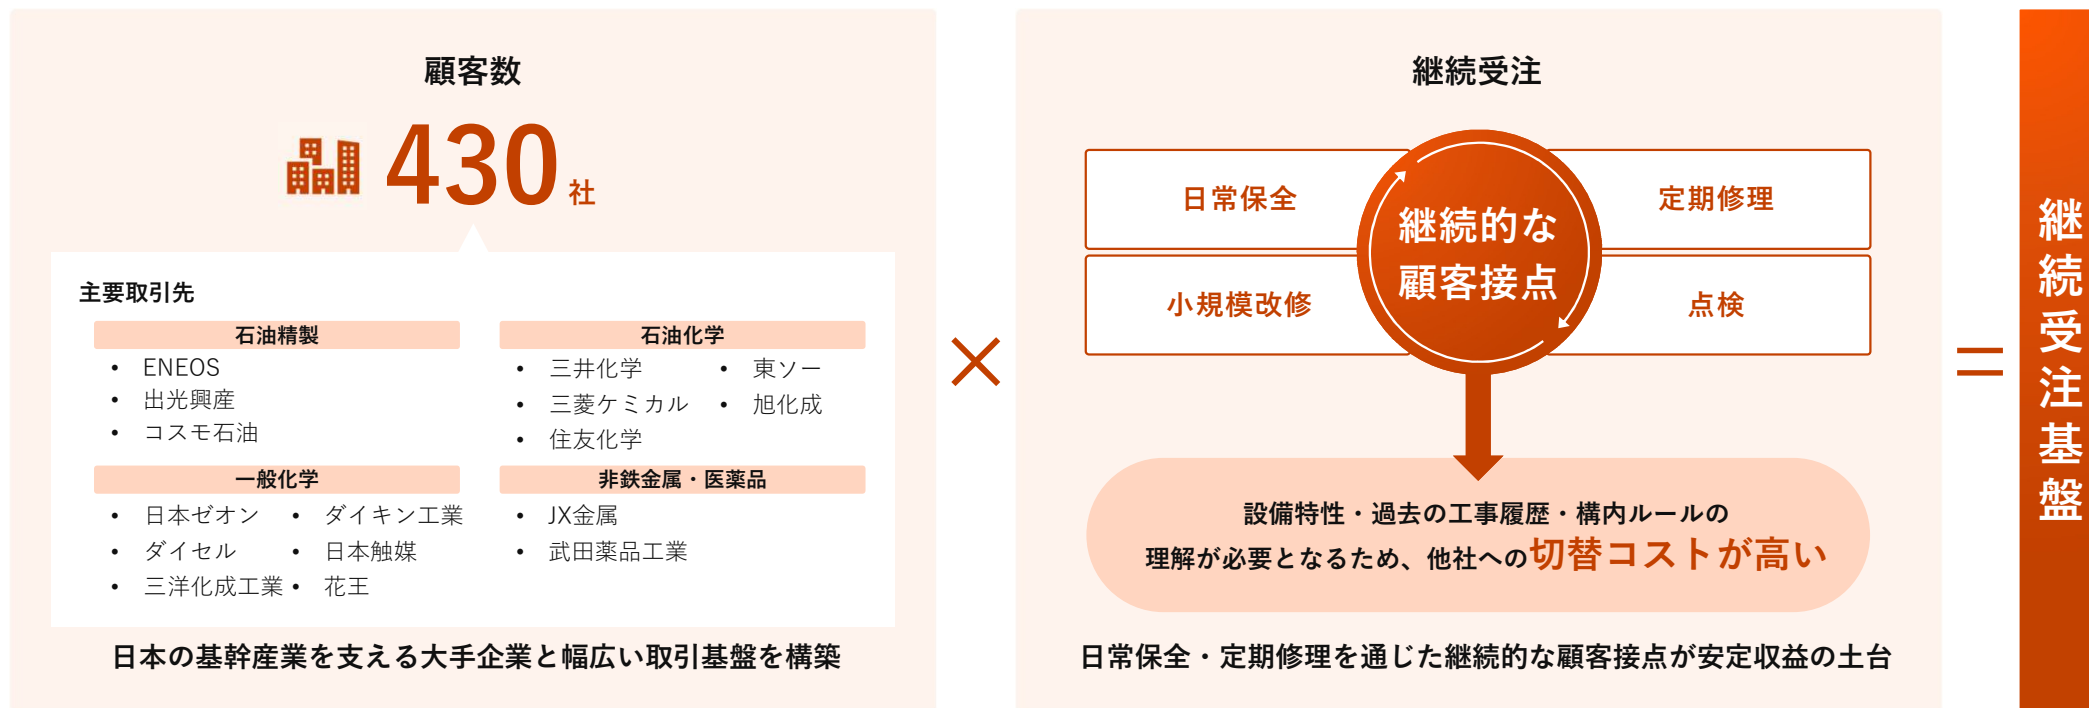 顧客数
430社
主要取引先
石油精製
• ENEOS
• 出光興産
• コスモ石油
石油化学
• 三井化学
• 三菱ケミカル
• 住友化学
• 東ソー
• 旭化成
一般化学
• 日本ゼオン
• ダイセル
• 三洋化成工業
• ダイキン工業
• 日本触媒
• 花王
非鉄金属・医薬品
• JX金属
• 武田薬品工業
日本の基幹産業を支える大手企業と幅広い取引基盤を構築
×
継続受注
日常保全
定期修理
小規模改修
点検
継続的な
顧客接点
設備特性・過去の工事履歴・構内ルールの
理解が必要となるため、他社への切替コストが高い
日常保全・定期修理を通じた継続的な顧客接点が安定収益の土台
=
継続受注基盤